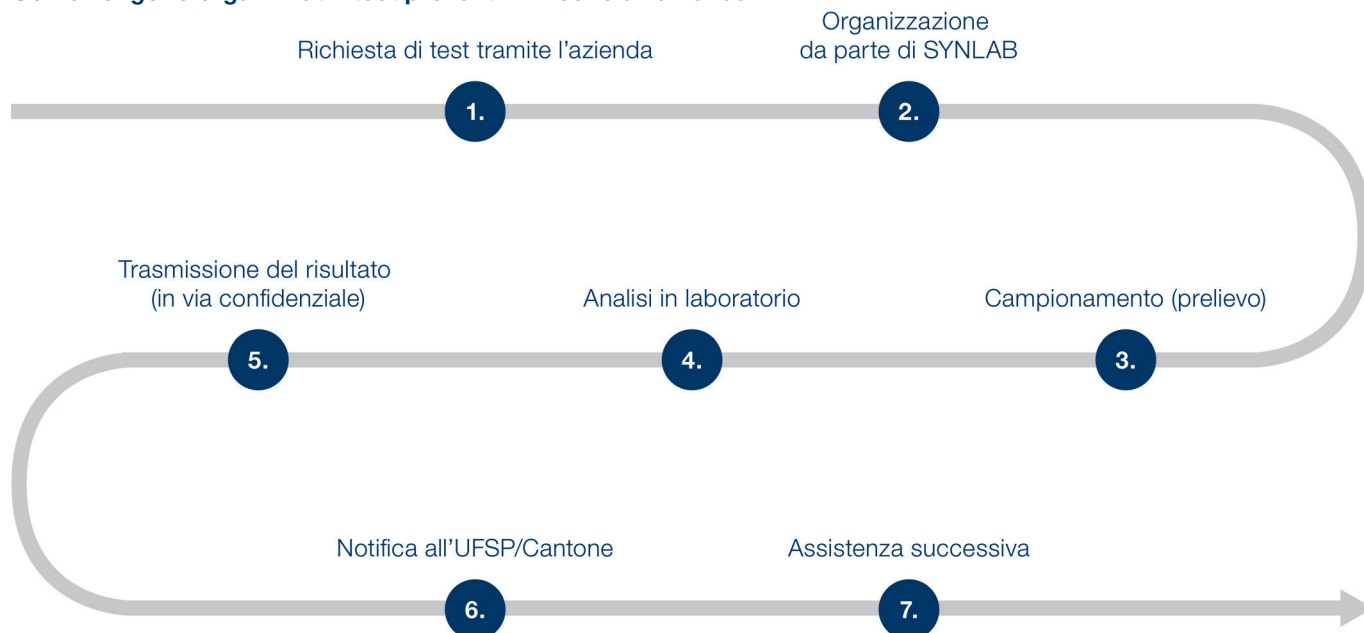 Richiesta di test tramite l'azienda
Organizzazione
da parte di SYNLAB
1.
2.
Trasmissione del risultato
(in via confidenziale)
Analisi in laboratorio
Campionamento (prelievo)
5.
4.
3.
Notifica all'UFSP/Cantone
Assistenza successiva
6.
7.